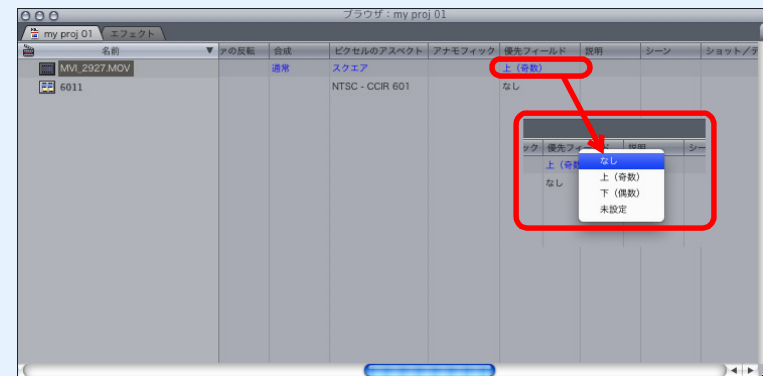 ブラウザ：my proj 01
my proj 01 エフェクト
名前 ▼ ァの反転 合成 ピクセルのアスペクト アナモフィック 優先フィールド 説明 シーン ショット／テ
MVI_2927.MOV 通常 スクエア 上（奇数）
6011 NTSC - CCIR 601 なし
ック 優先フィールド 説明 シー
上（奇数
なし
なし
上（奇数）
下（偶数）
未設定